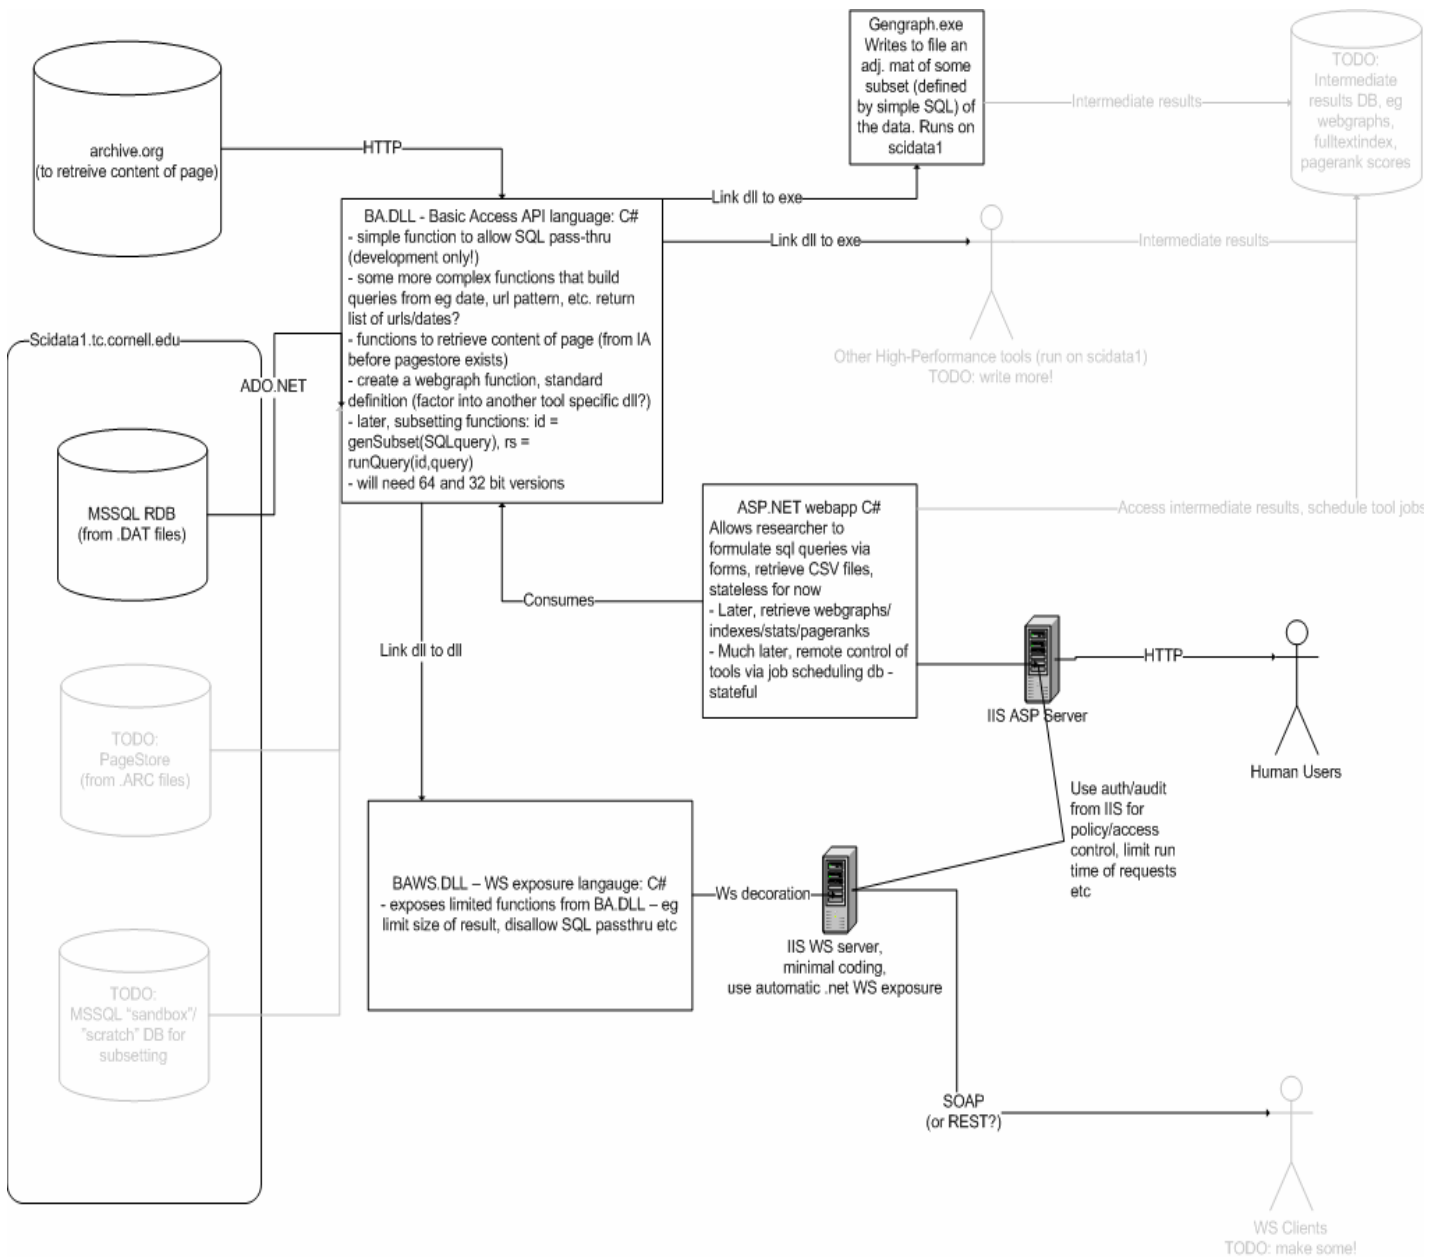 Gengraph.exe
Writes to file an
adj. mat of some
subset (defined
by simple SQL) of
the data. Runs on
scidata1
Intermediate results
TODO:
Intermediate
results DB, eg
webgraphs,
fulltextindex,
pagerank scores
archive.org
(to retreive content of page)
HTTP
Link dll to exe
Link dll to exe
Intermediate results
BA.DLL - Basic Access API language: C#
- simple function to allow SQL pass-thru
(development only!)
- some more complex functions that build
queries from eg date, url pattern, etc. return
list of urls/dates?
- functions to retrieve content of page (from IA
before pagestore exists)
- create a webgraph function, standard
definition (factor into another tool specific dll?)
- later, subsetting functions: id =
genSubset(SQLquery), rs =
runQuery(id,query)
- will need 64 and 32 bit versions
Other High-Performance tools (run on scidata1)
TODO: write more!
Scidata1.tc.cornell.edu
ADO.NET
MSSQL RDB
(from .DAT files)
ASP.NET webapp C#
Allows researcher to
formulate sql queries via
forms, retrieve CSV files,
stateless for now
- Later, retrieve webgraphs/
indexes/stats/pageranks
- Much later, remote control of
tools via job scheduling db -
stateful
Access intermediate results, schedule tool jobs
Consumes
Link dll to dll
HTTP
IIS ASP Server
Human Users
TODO:
PageStore
(from .ARC files)
Use auth/audit
from IIS for
policy/access
control, limit run
time of requests
etc
BAWS.DLL – WS exposure langauge: C#
- exposes limited functions from BA.DLL – eg
limit size of result, disallow SQL passthru etc
Ws decoration
IIS WS server,
minimal coding,
use automatic .net WS exposure
TODO:
MSSQL “sandbox”/
”scratch” DB for
subsetting
SOAP
(or REST?)
WS Clients
TODO: make some!